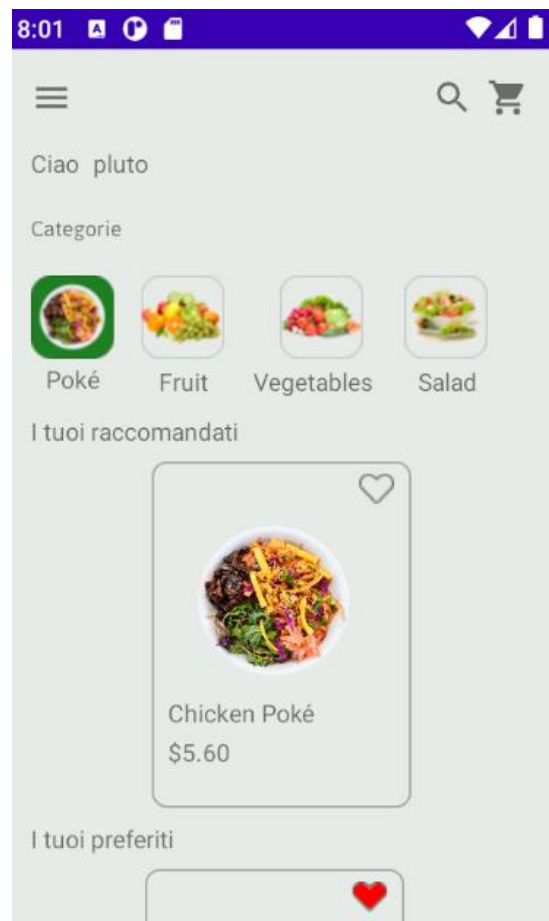 8:01
Ciao pluto
Categorie
Poké Fruit Vegetables Salad
I tuoi raccomandati
Chicken Poké
$5.60
I tuoi preferiti